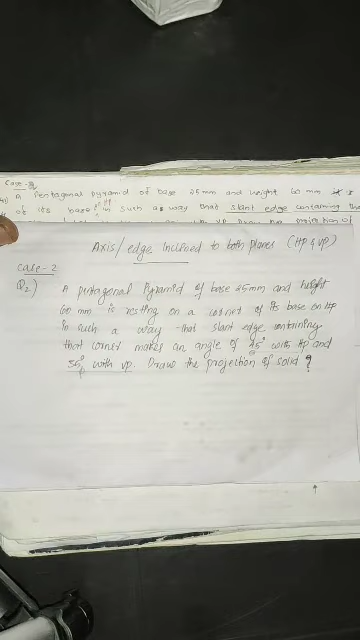 Case-
A Pentagonal Pyramid of base 25mm and height 60 mm
of its base in such a way that slant edge containing the
Axis/edge Inclined to both planes (HP & VP)
Case-2
Q2) A pentagonal Pyramid of base 25mm and height
60 mm is resting on a corner of its base on HP
in such a way that slant edge containing
that corner makes an angle of 45° with Hp and
with VP. Draw the projection of solid ?